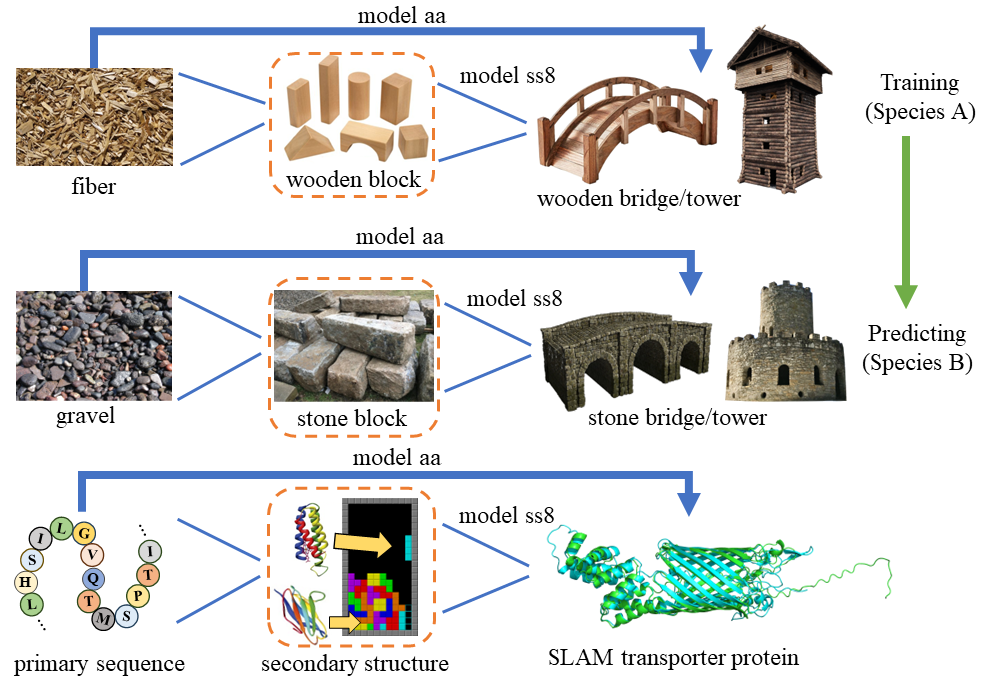 model aa
model ss8
Training
(Species A)
fiber
wooden block
wooden bridge/tower
model aa
model ss8
Predicting
(Species B)
gravel
stone block
stone bridge/tower
model aa
model ss8
L
H
S
I
L
G
V
Q
T
M
S
P
T
I
primary sequence
secondary structure
SLAM transporter protein